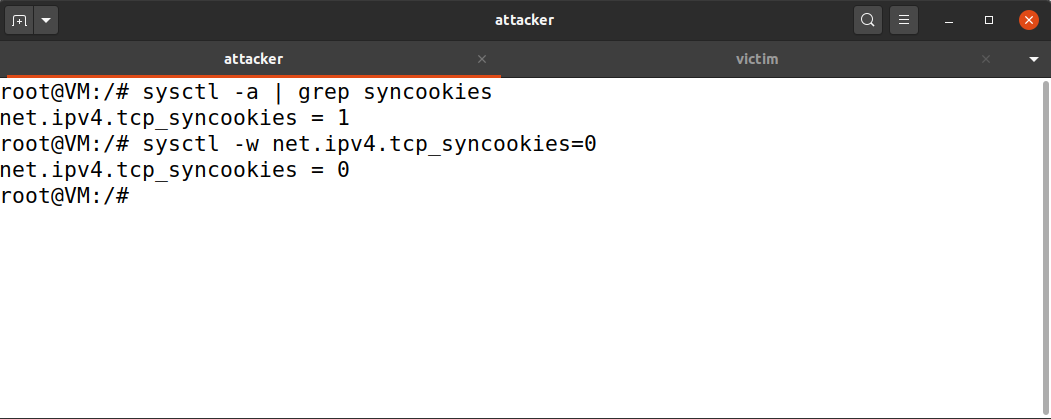 attacker
attacker
victim
root@VM:/# sysctl -a | grep syncookies
net.ipv4.tcp_syncookies = 1
root@VM:/# sysctl -w net.ipv4.tcp_syncookies=0
net.ipv4.tcp_syncookies = 0
root@VM:/#